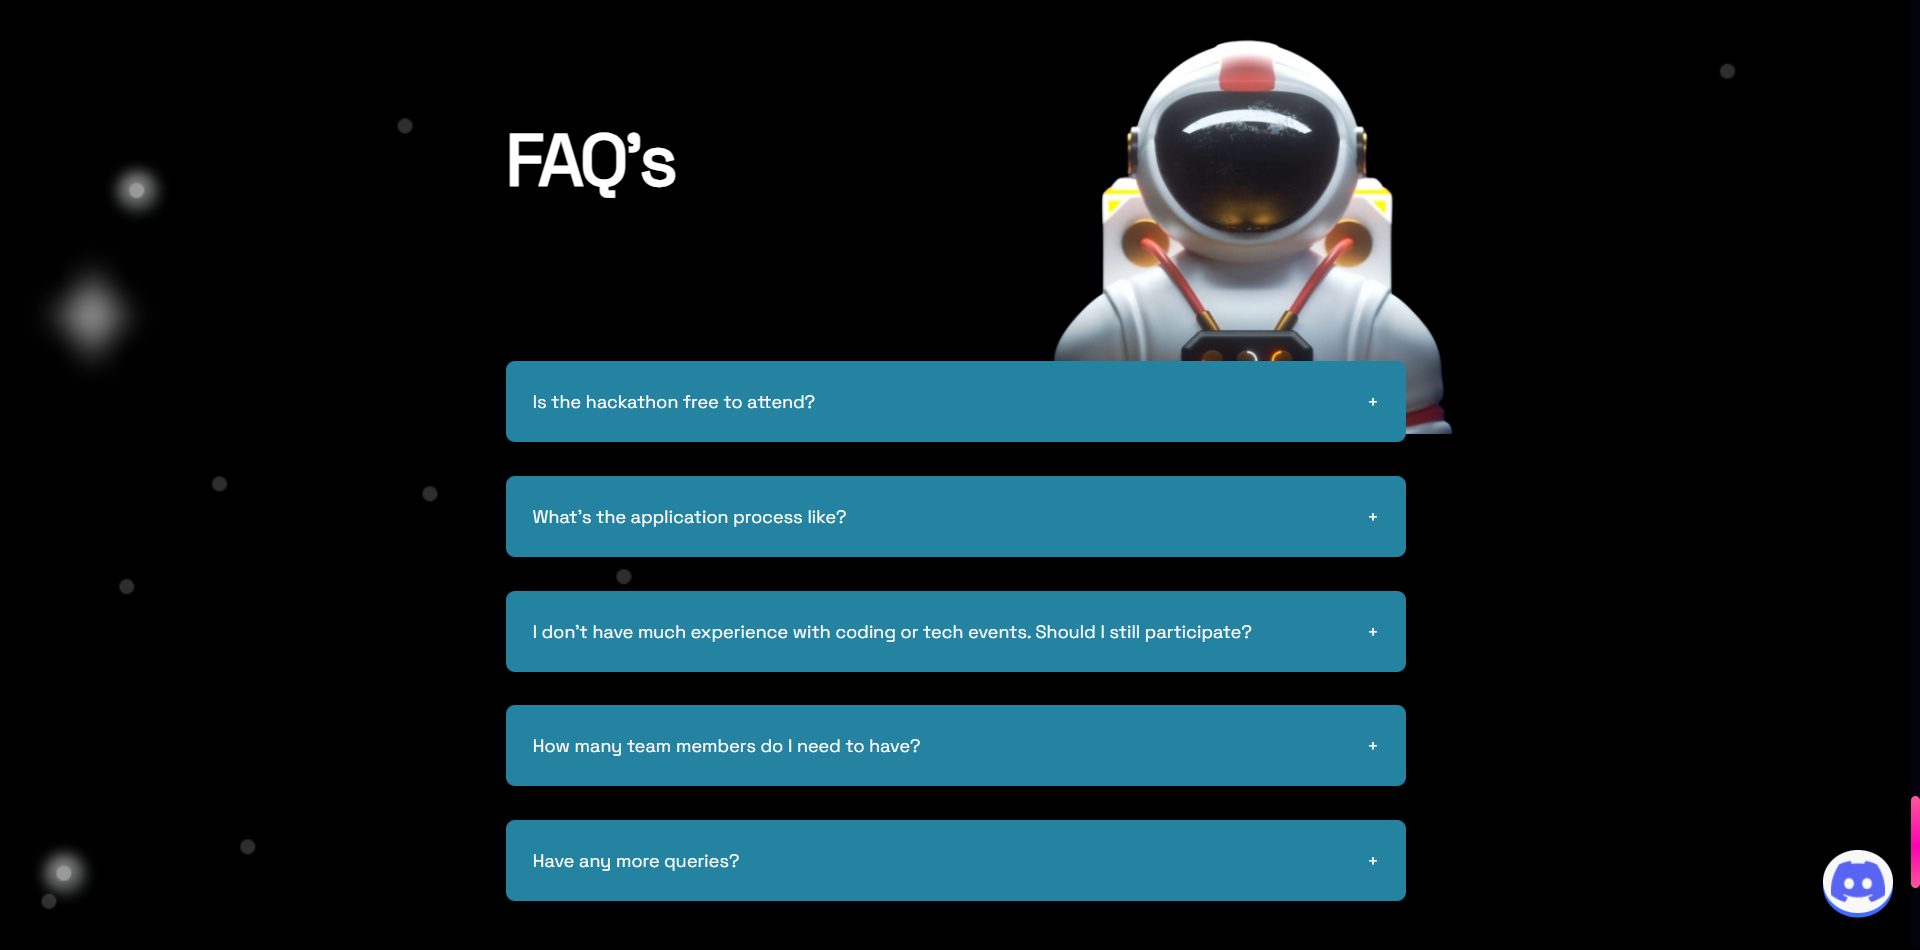 FAQ’s
Is the hackathon free to attend? +
What’s the application process like? +
I don’t have much experience with coding or tech events. Should I still participate? +
How many team members do I need to have? +
Have any more queries? +